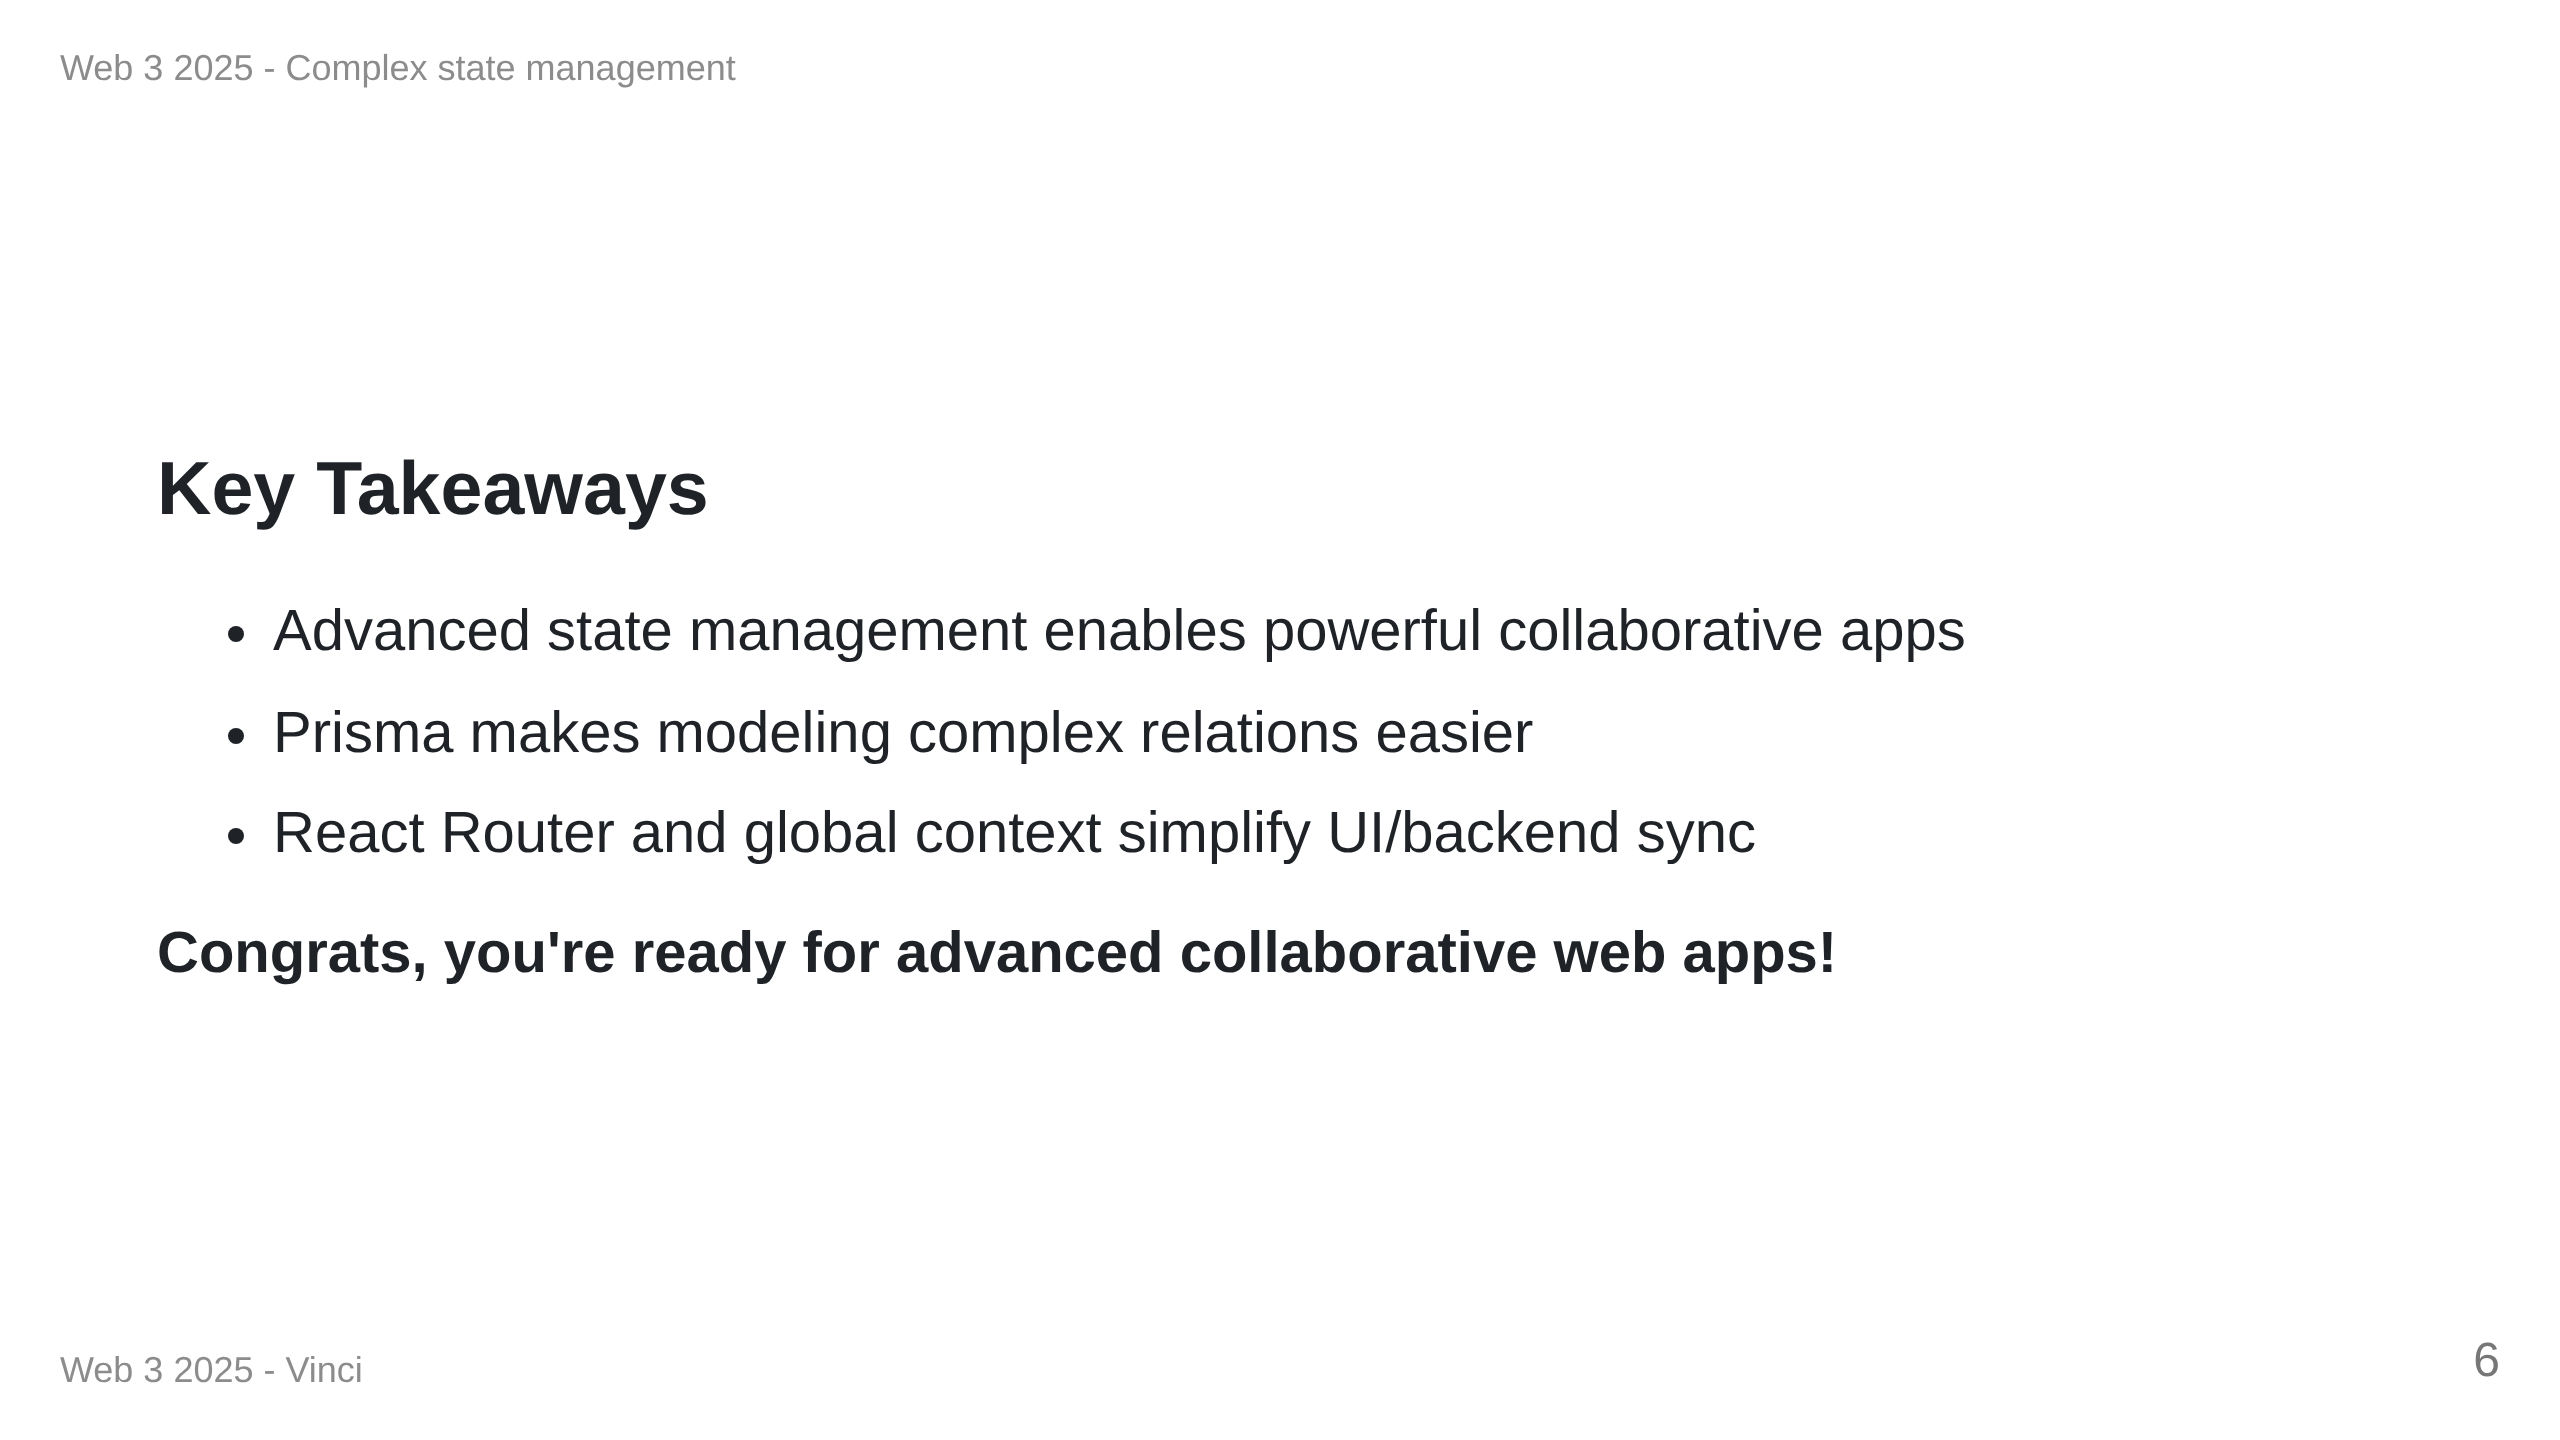 Web 3 2025 - Complex state management
Key Takeaways
• Advanced state management enables powerful collaborative apps
• Prisma makes modeling complex relations easier
• React Router and global context simplify UI/backend sync
Congrats, you're ready for advanced collaborative web apps!
Web 3 2025 - Vinci
6